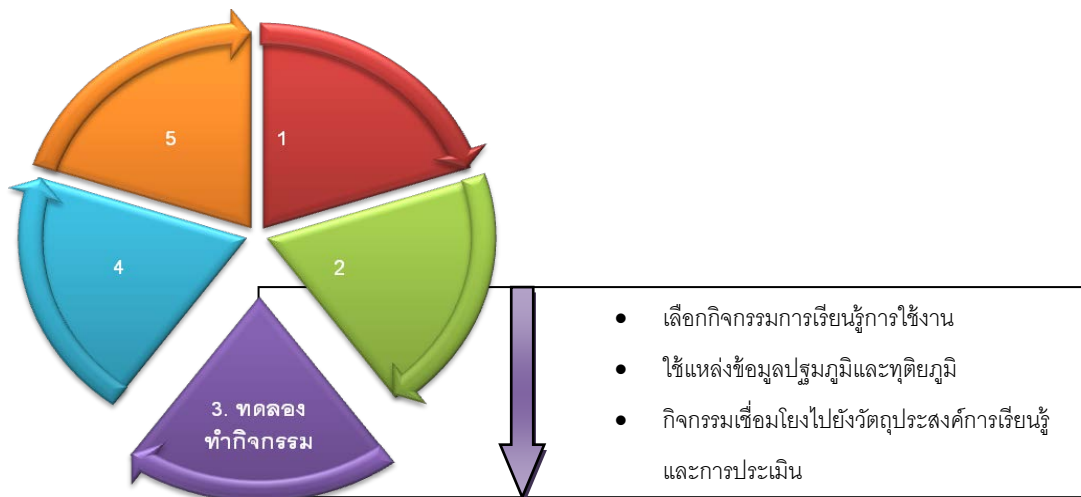 5
1
4
2
3. ทดลอง
ทำกิจกรรม
• เลือกกิจกรรมการเรียนรู้การใช้งาน
• ใช้แหล่งข้อมูลปฐมภูมิและทุติยภูมิ
• กิจกรรมเชื่อมโยงไปยังวัตถุประสงค์การเรียนรู้
และการประเมิน